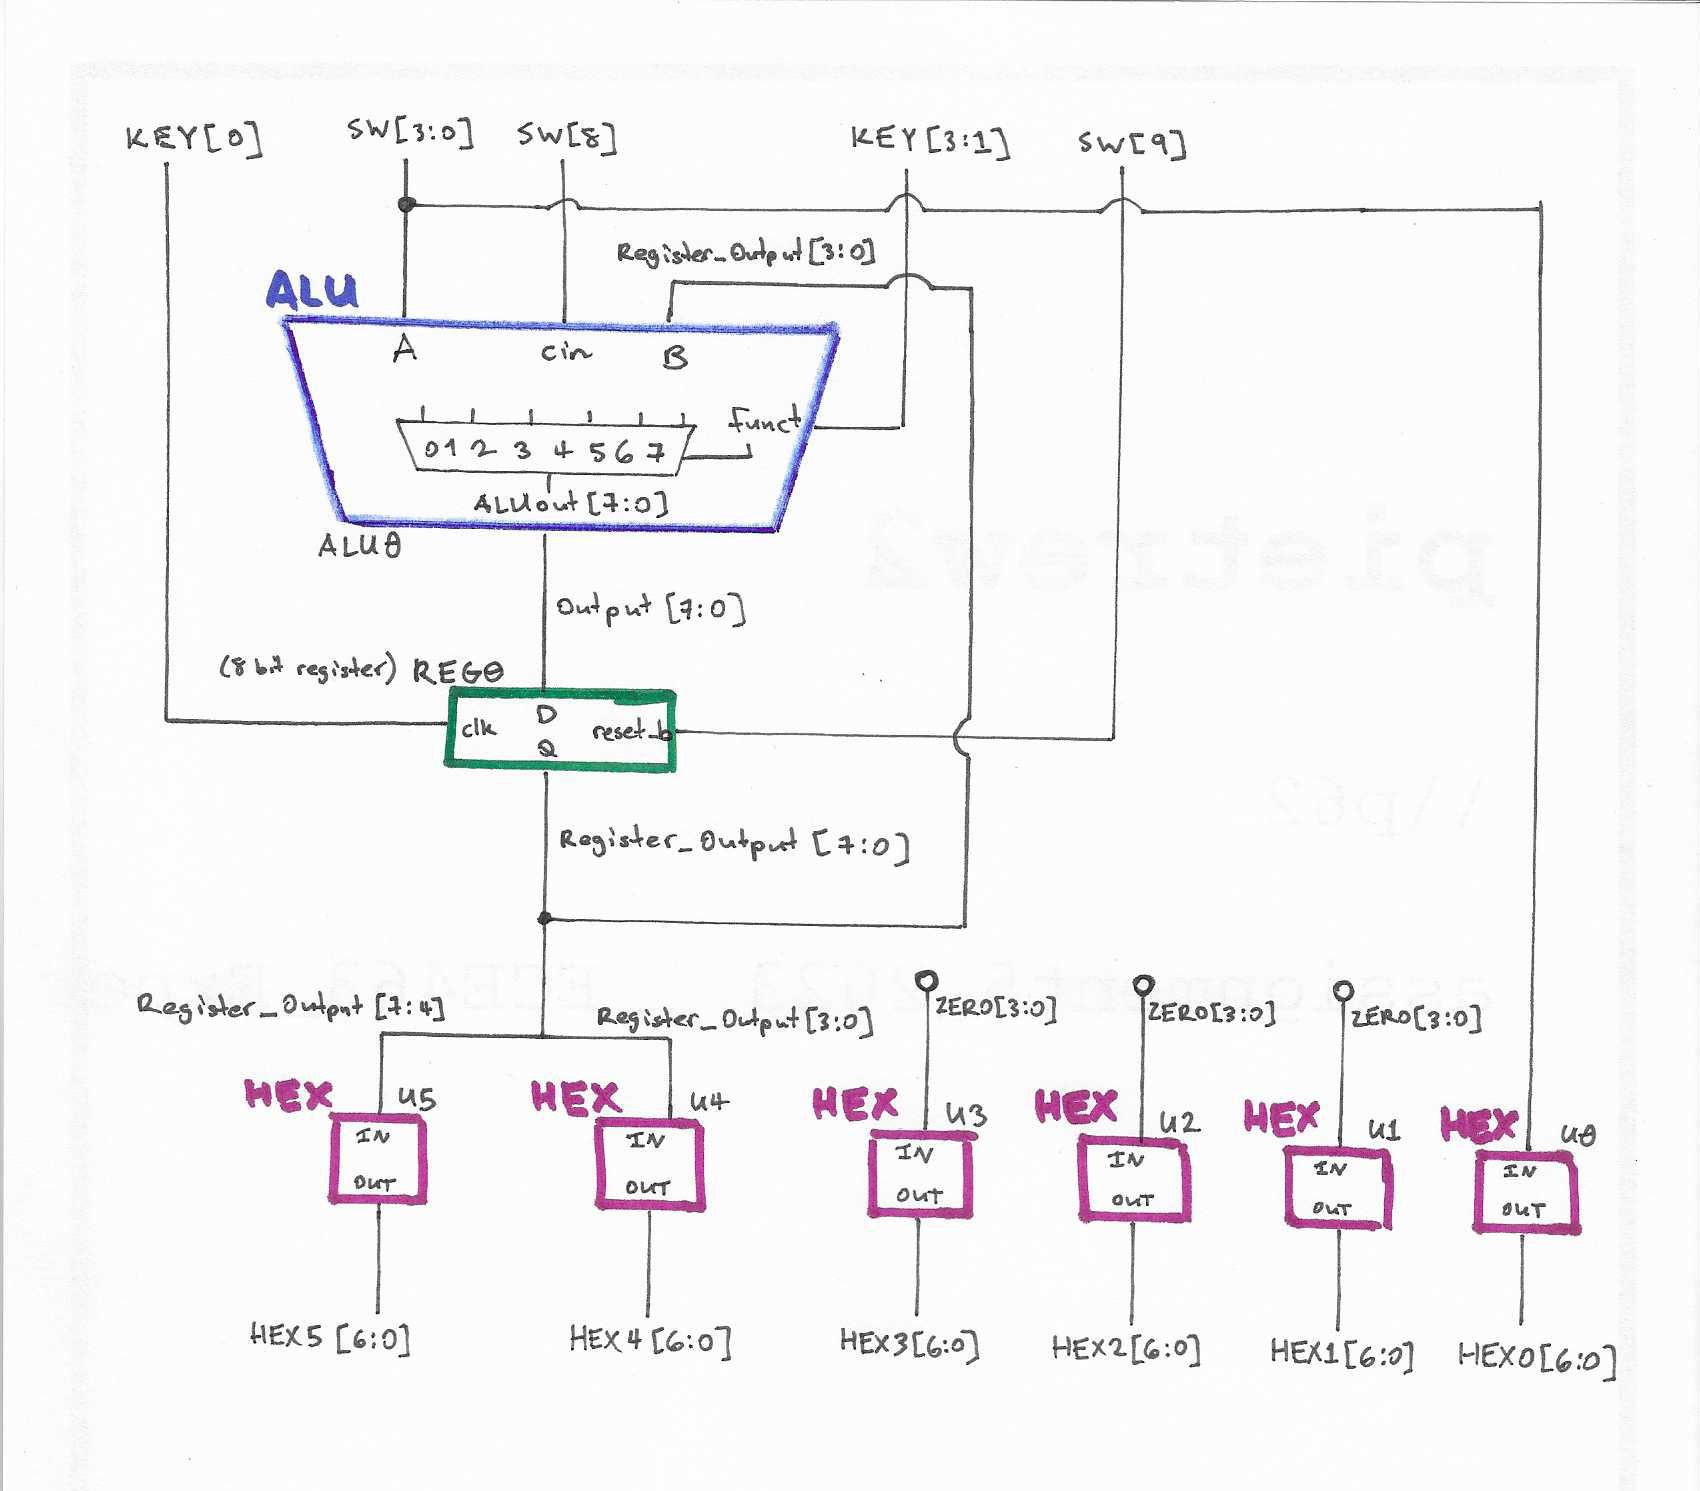 KEY[0] SW[3:0] SW[8] KEY[3:1] SW[9]
Register_Output[3:0]
ALU
A cin B
funct
0 1 2 3 4 5 6 7
ALUout[7:0]
ALU0
Output [7:0]
(8 bit register) REG0
D
clk reset_b
Q
Register_Output [7:0]
Register_Output [7:4] Register_Output[3:0] ZERO[3:0] ZERO[3:0] ZERO[3:0]
HEX U5 HEX U4 HEX U3 HEX U2 HEX U1 HEX U0
IN IN IN IN IN IN
OUT OUT OUT OUT OUT OUT
HEX5 [6:0] HEX4[6:0] HEX3[6:0] HEX2[6:0] HEX1[6:0] HEX0[6:0]